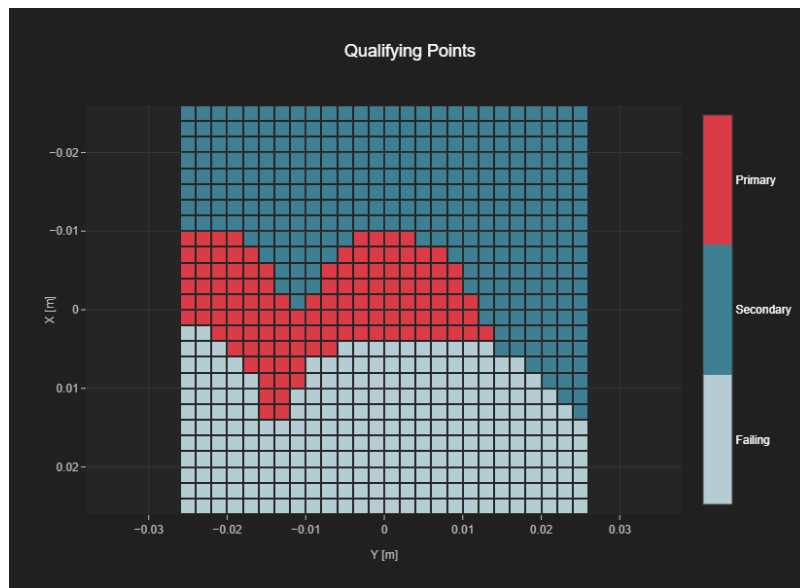 Qualifying Points
−0.02
−0.01
0
0.01
0.02
X [m]
−0.03
−0.02
−0.01
0
0.01
0.02
0.03
Y [m]
Primary
Secondary
Failing